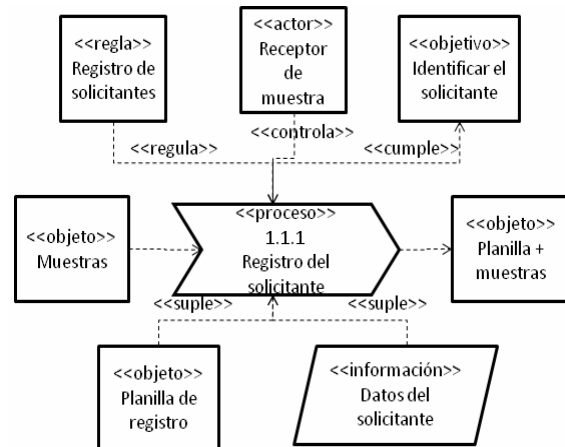 <<regla>>
Registro de
solicitantes
<<actor>>
Receptor
de
muestra
<<objetivo>>
Identificar el
solicitante
<<regula>>
<<controla>>
<<cumple>>
<<objeto>>
Muestras
<<proceso>>
1.1.1
Registro del
solicitante
<<objeto>>
Planilla +
muestras
<<suple>>
<<suple>>
<<objeto>>
Planilla de
registro
<<información>>
Datos del
solicitante